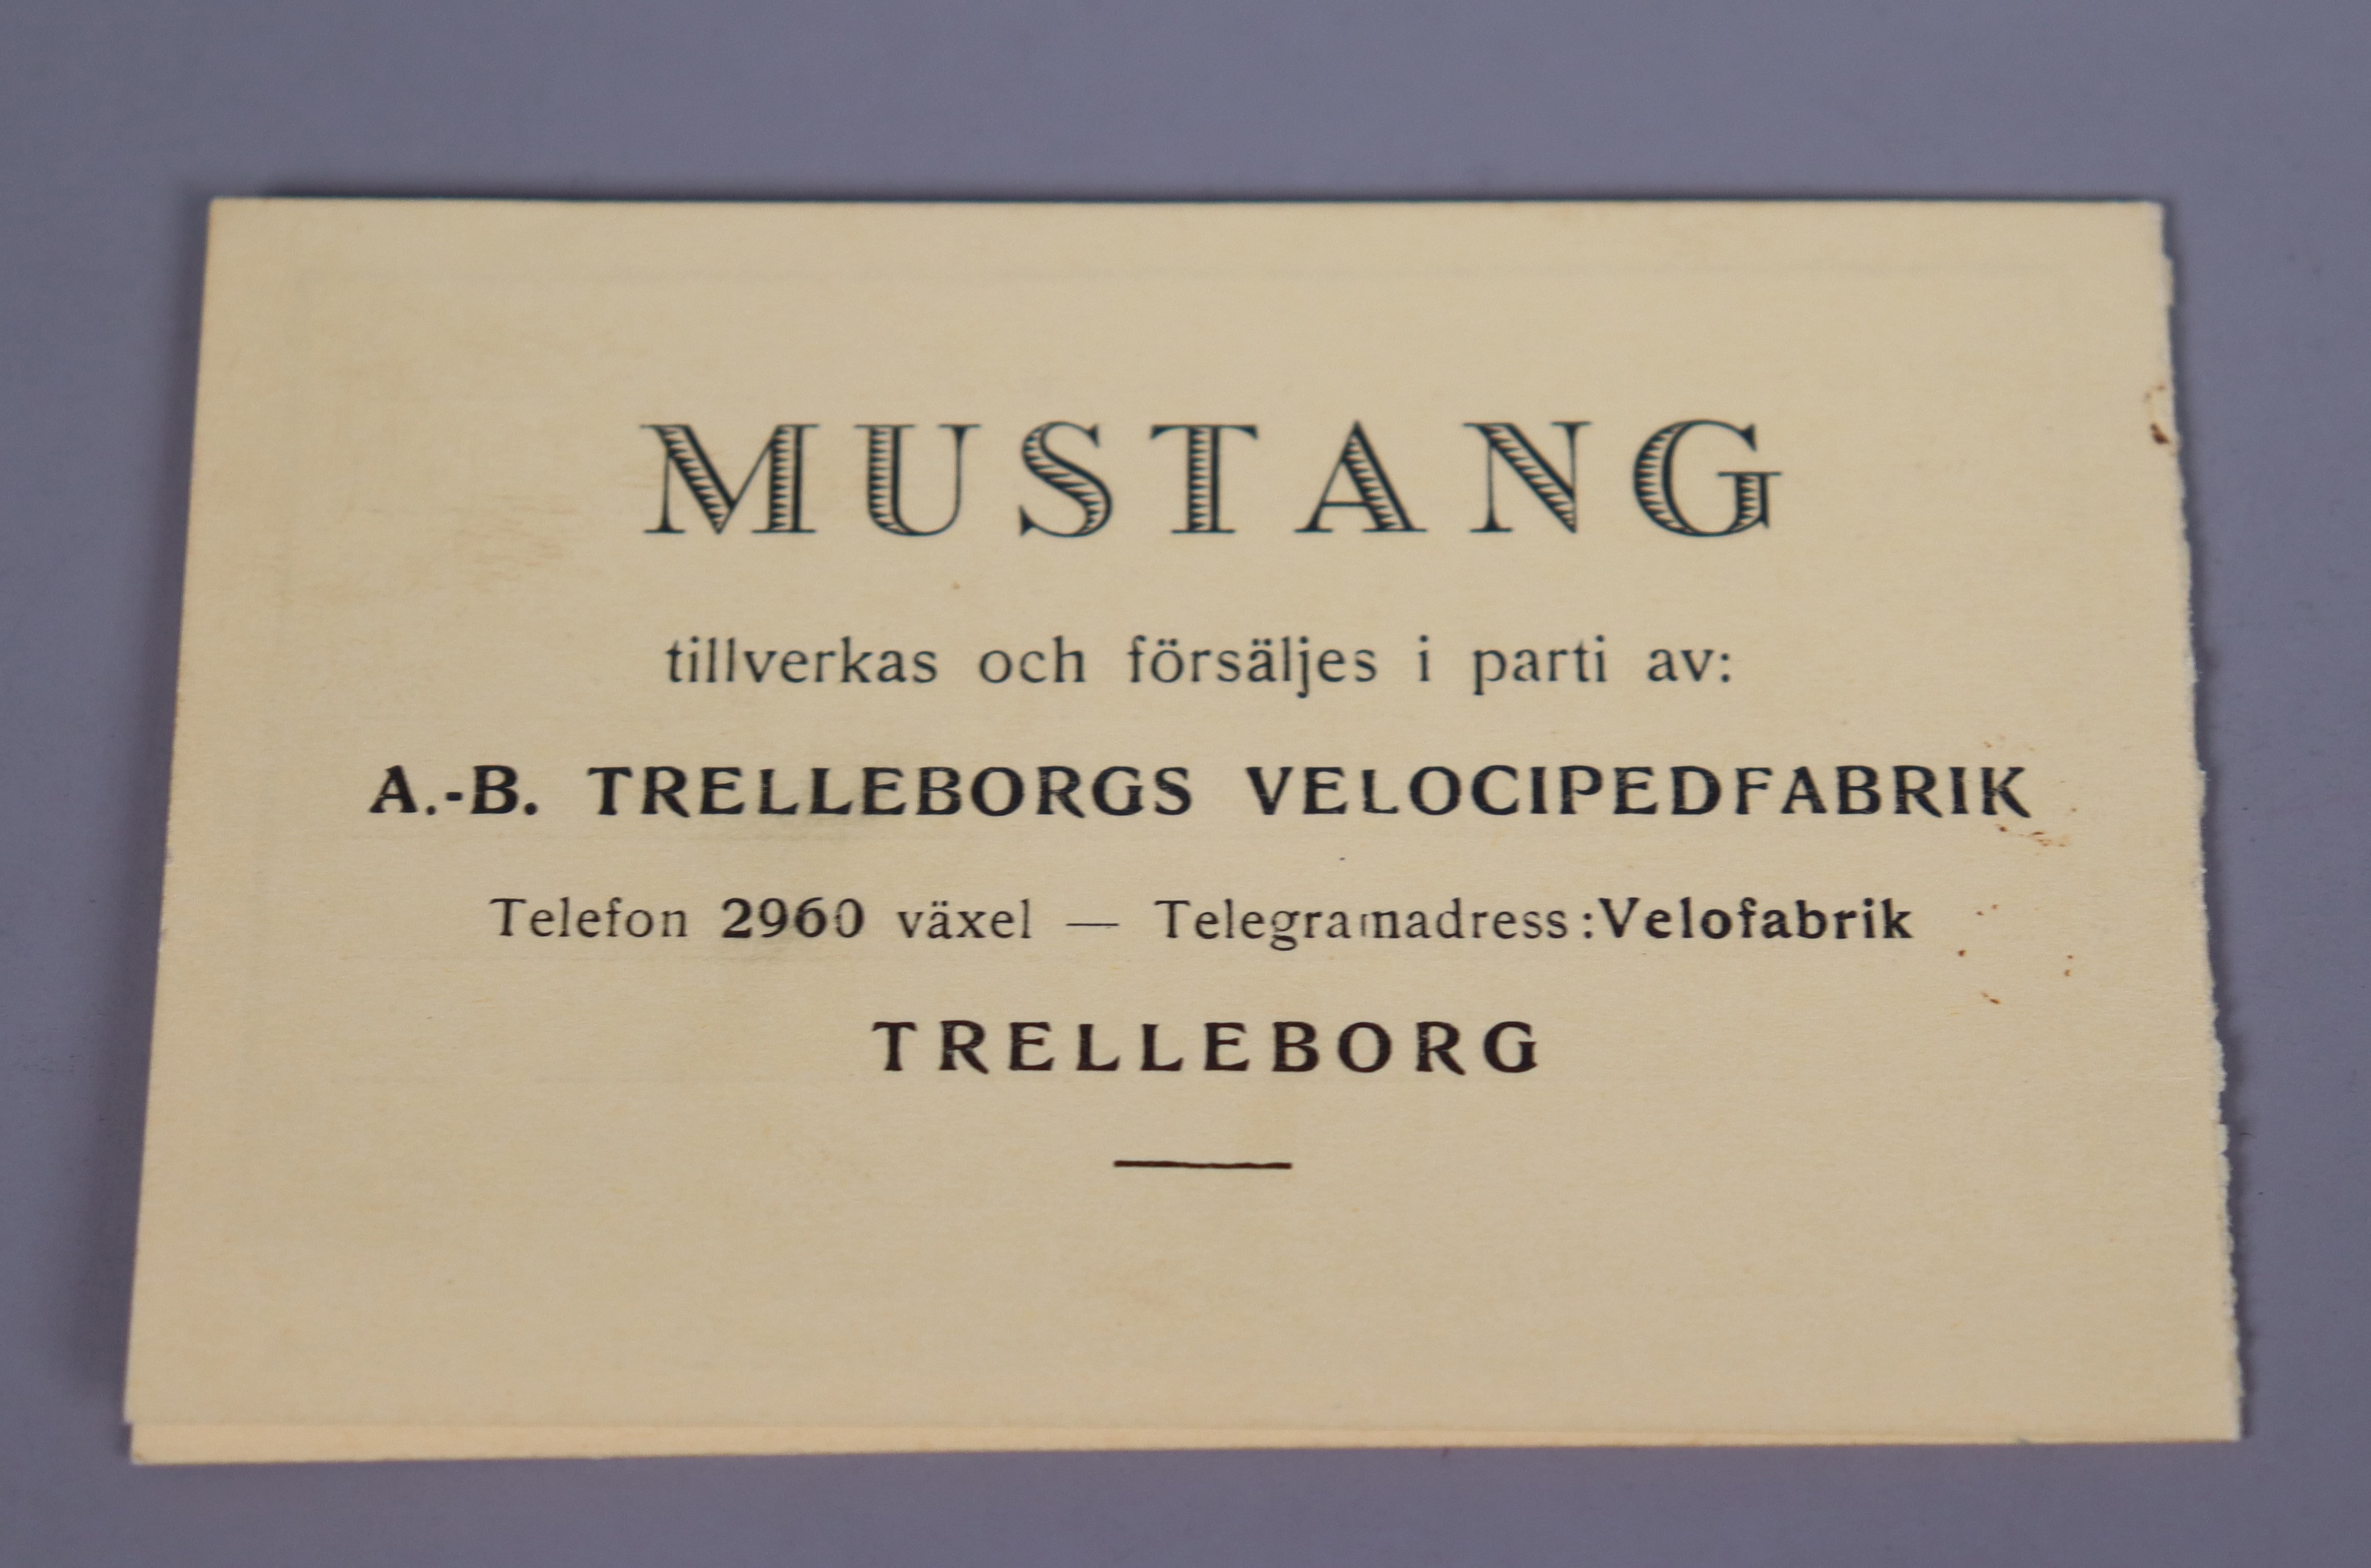 MUSTANG
tillverkas och försäljes i parti av:
A.-B. TRELLEBORGS VELOCIPEDFABRIK
Telefon 2960 växel — Telegramadress: Velofabrik
TRELLEBORG